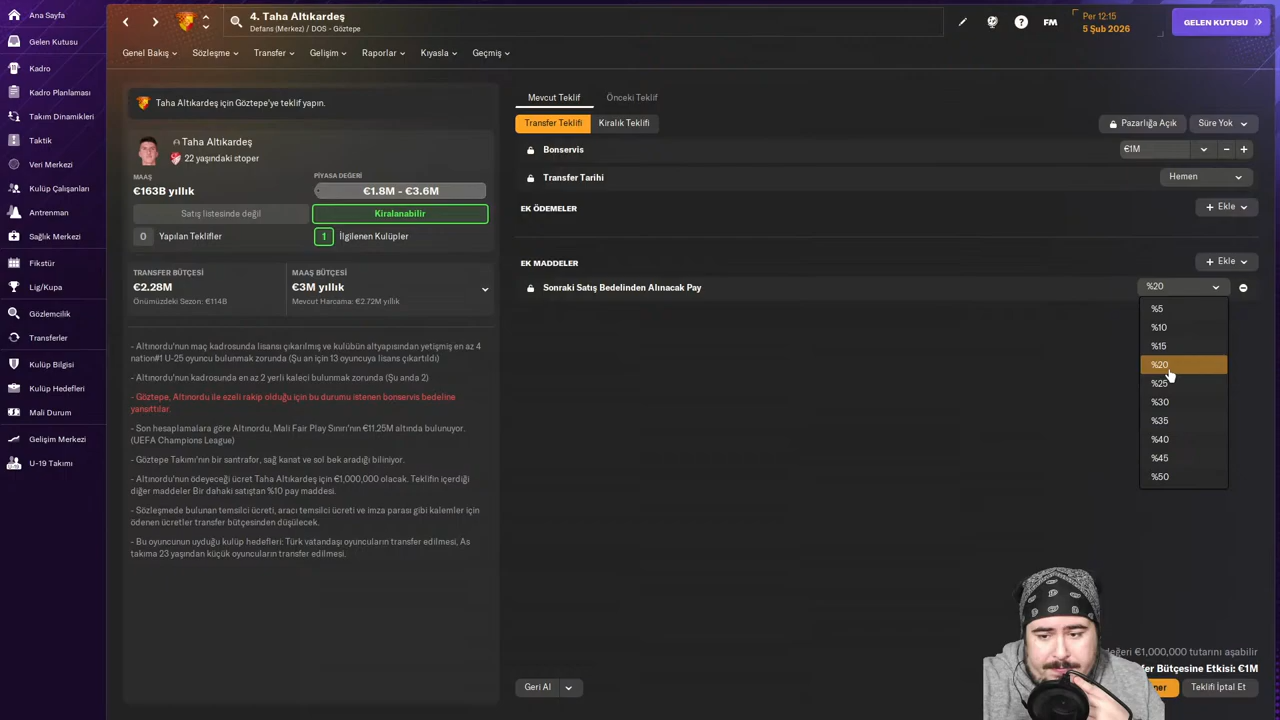 Ana Sayfa
Gelen Kutusu
Kadro
Kadro Planlaması
Takım Dinamikleri
Taktik
Veri Merkezi
Kulüp Çalışanları
Antrenman
Sağlık Merkezi
Fikstür
Lig/Kupa
Gözlemcilik
Transferler
Kulüp Bilgisi
Kulüp Hedefleri
Mali Durum
Gelişim Merkezi
U-19 Takımı
4. Taha Altıkardeş
Defans (Merkez) / DOS - Göztepe
FM
Per 12:15
5 Şub 2026
GELEN KUTUSU
Genel Bakış
Sözleşme
Transfer
Gelişim
Raporlar
Kıyasla
Geçmiş
Taha Altıkardeş için Göztepe'ye teklif yapın.
Taha Altıkardeş
22 yaşındaki stoper
MAAŞ
€163B yıllık
PİYASA DEĞERİ
€1.8M - €3.6M
Satış listesinde değil
Kiralanabilir
0 Yapılan Teklifler
1 İlgilenen Kulüpler
TRANSFER BÜTÇESİ
€2.28M
Önümüzdeki Sezon: €114B
MAAŞ BÜTÇESİ
€3M yıllık
Mevcut Harcama: €2.72M yıllık
- Altınordu'nun maç kadrosunda lisansı çıkarılmış ve kulübün altyapısından en az 4
nation#1 U-25 oyuncu bulunmak zorunda (Şu an için 13 oyuncuya lisans çıkartıldı)
- Altınordu'nun kadrosunda en az 2 yerli kaleci bulunmak zorunda (Şu anda 2)
- Göztepe, Altınordu ile ezeli rakip olduğu için bu durumu istenen bonservis bedeline
yansıttılar.
- Son hesaplamalara göre Altınordu, Mali Fair Play Sınırı'nın €11.25M altında bulunuyor.
(UEFA Champions League)
- Göztepe Takımı'nın bir santrafor, sağ kanat ve sol bek aradığı biliniyor.
- Altınordu'nun ödeyeceği ücret Taha Altıkardeş için €1,000,000 olacak. Teklifin içerdiği
diğer maddeler Bir dahaki satıştan %10 pay maddesi.
- Sözleşmede bulunan temsilci ücreti, aracı temsilci ücreti ve imza parası gibi kalemler için
ödenen ücretler transfer bütçesinden düşülecek.
- Bu oyuncunun uyduğu kulüp hedefleri: Türk vatandaşı oyuncuların transfer edilmesi, As
takıma 23 yaşından küçük oyuncuların transfer edilmesi.
Mevcut Teklif
Önceki Teklif
Transfer Teklifi
Kiralık Teklifi
Pazarlığa Açık
Süre Yok
Bonservis
€1M
Transfer Tarihi
Hemen
EK ÖDEMELER
+ Ekle
EK MADDELER
+ Ekle
Sonraki Satış Bedelinden Alınacak Pay
%20
%5
%10
%15
%20
%25
%30
%35
%40
%45
%50
değeri €1,000,000 tutarını aşabilir
Bütçesine Etkisi: €1M
Geri Al
Teklifi İptal Et